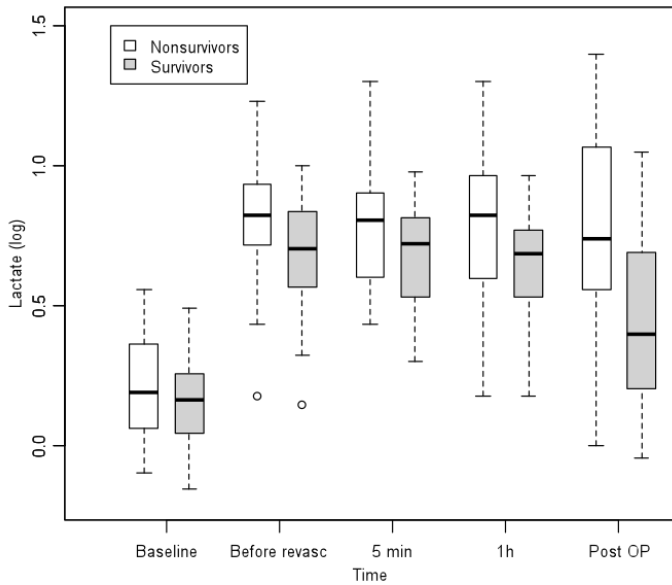 1.5
Nonsurvivors
Survivors
1.0
Lactate (log)
0.5
0.0
Baseline Before revasc 5 min 1h Post OP
Time